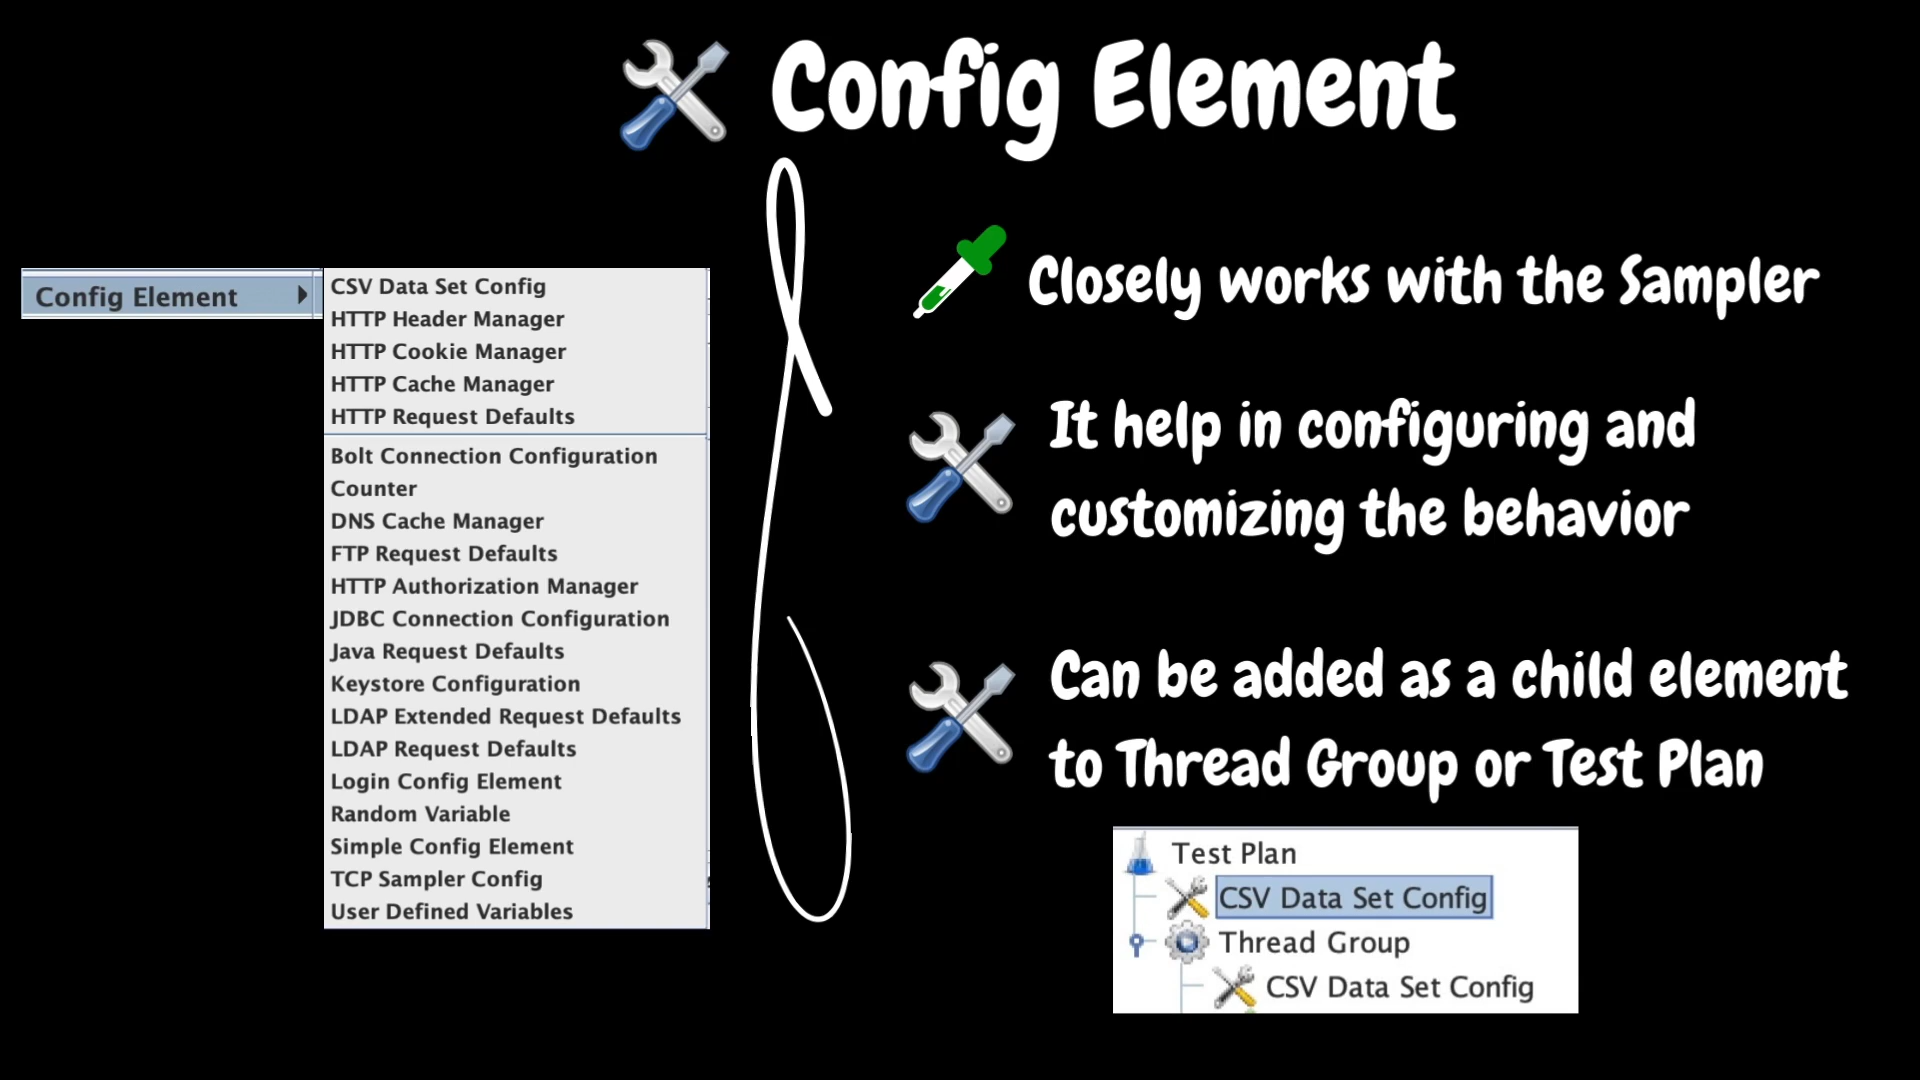 Config Element
Config Element
CSV Data Set Config
HTTP Header Manager
HTTP Cookie Manager
HTTP Cache Manager
HTTP Request Defaults
Bolt Connection Configuration
Counter
DNS Cache Manager
FTP Request Defaults
HTTP Authorization Manager
JDBC Connection Configuration
Java Request Defaults
Keystore Configuration
LDAP Extended Request Defaults
LDAP Request Defaults
Login Config Element
Random Variable
Simple Config Element
TCP Sampler Config
User Defined Variables
Closely works with the Sampler
It help in configuring and
customizing the behavior
Can be added as a child element
to Thread Group or Test Plan
Test Plan
CSV Data Set Config
Thread Group
CSV Data Set Config